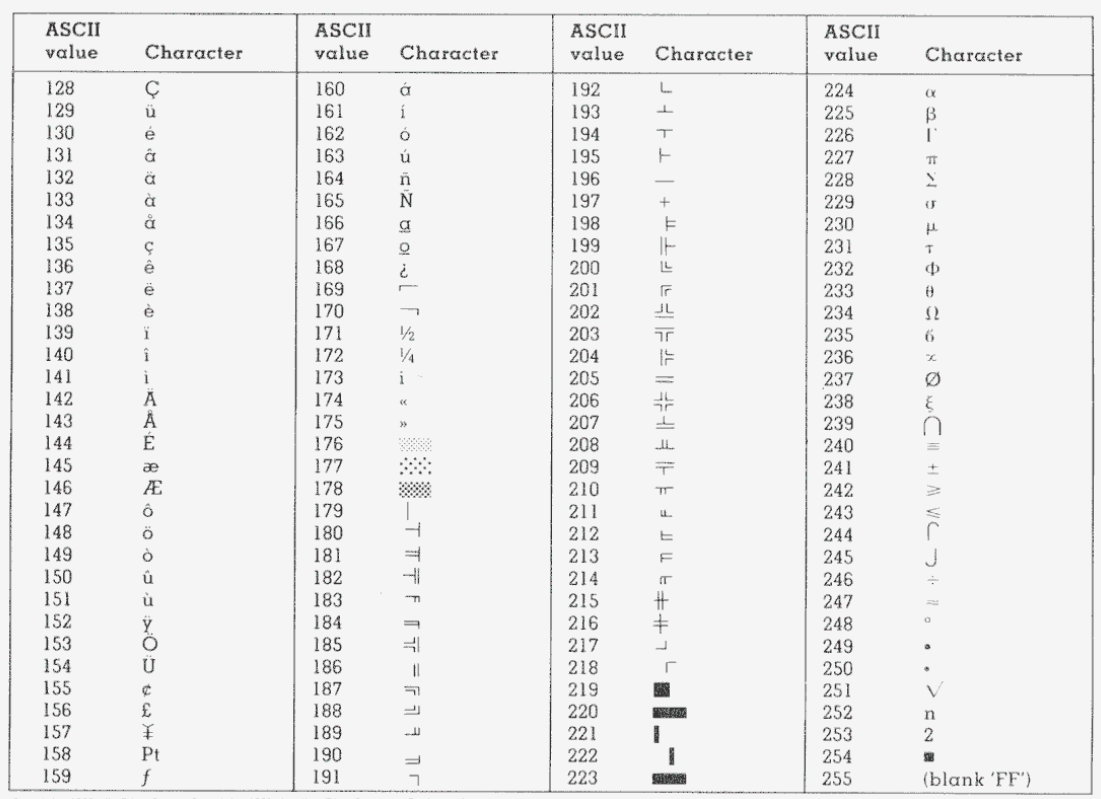 ASCII
value Character
128 Ç
129 ü
130 é
131 â
132 ä
133 à
134 å
135 ç
136 ê
137 ë
138 è
139 ï
140 î
141 ì
142 Ä
143 Å
144 É
145 æ
146 Æ
147 ô
148 ö
149 ò
150 û
151 ù
152 ÿ
153 Ö
154 Ü
155 ¢
156 £
157 ¥
158 Pt
159 ƒ
ASCII
value Character
160 á
161 í
162 ó
163 ú
164 ñ
165 Ñ
166 a̲
167 o̲
168 ¿
169 ⌐
170 ¬
171 ½
172 ¼
173 ¡
174 «
175 »
176 ░
177 ▒
178 ▓
179 │
180 ┤
181 ╡
182 ╢
183 ╖
184 ╕
185 ╣
186 ║
187 ╗
188 ╝
189 ╜
190 ╛
191 ┐
ASCII
value Character
192 └
193 ┴
194 ┬
195 ├
196 ─
197 +
198 ╞
199 ╟
200 ╚
201 ╔
202 ╩
203 ╦
204 ╠
205 ═
206 ╬
207 ╧
208 ╨
209 ╤
210 ╥
211 ╙
212 ╘
213 ╒
214 ╓
215 ╫
216 ╪
217 ┘
218 ┌
219 █
220 ▄
221 ▌
222 ▐
223 ▀
ASCII
value Character
224 α
225 β
226 Γ
227 π
228 Σ
229 σ
230 μ
231 τ
232 Φ
233 θ
234 Ω
235 δ
236 ∞
237 Ø
238 ξ
239 ∩
240 ≡
241 ±
242 ≥
243 ≤
244 ⌠
245 ⌡
246 ÷
247 ≈
248 °
249 •
250 ·
251 √
252 n
253 2
254 ■
255 (blank 'FF')